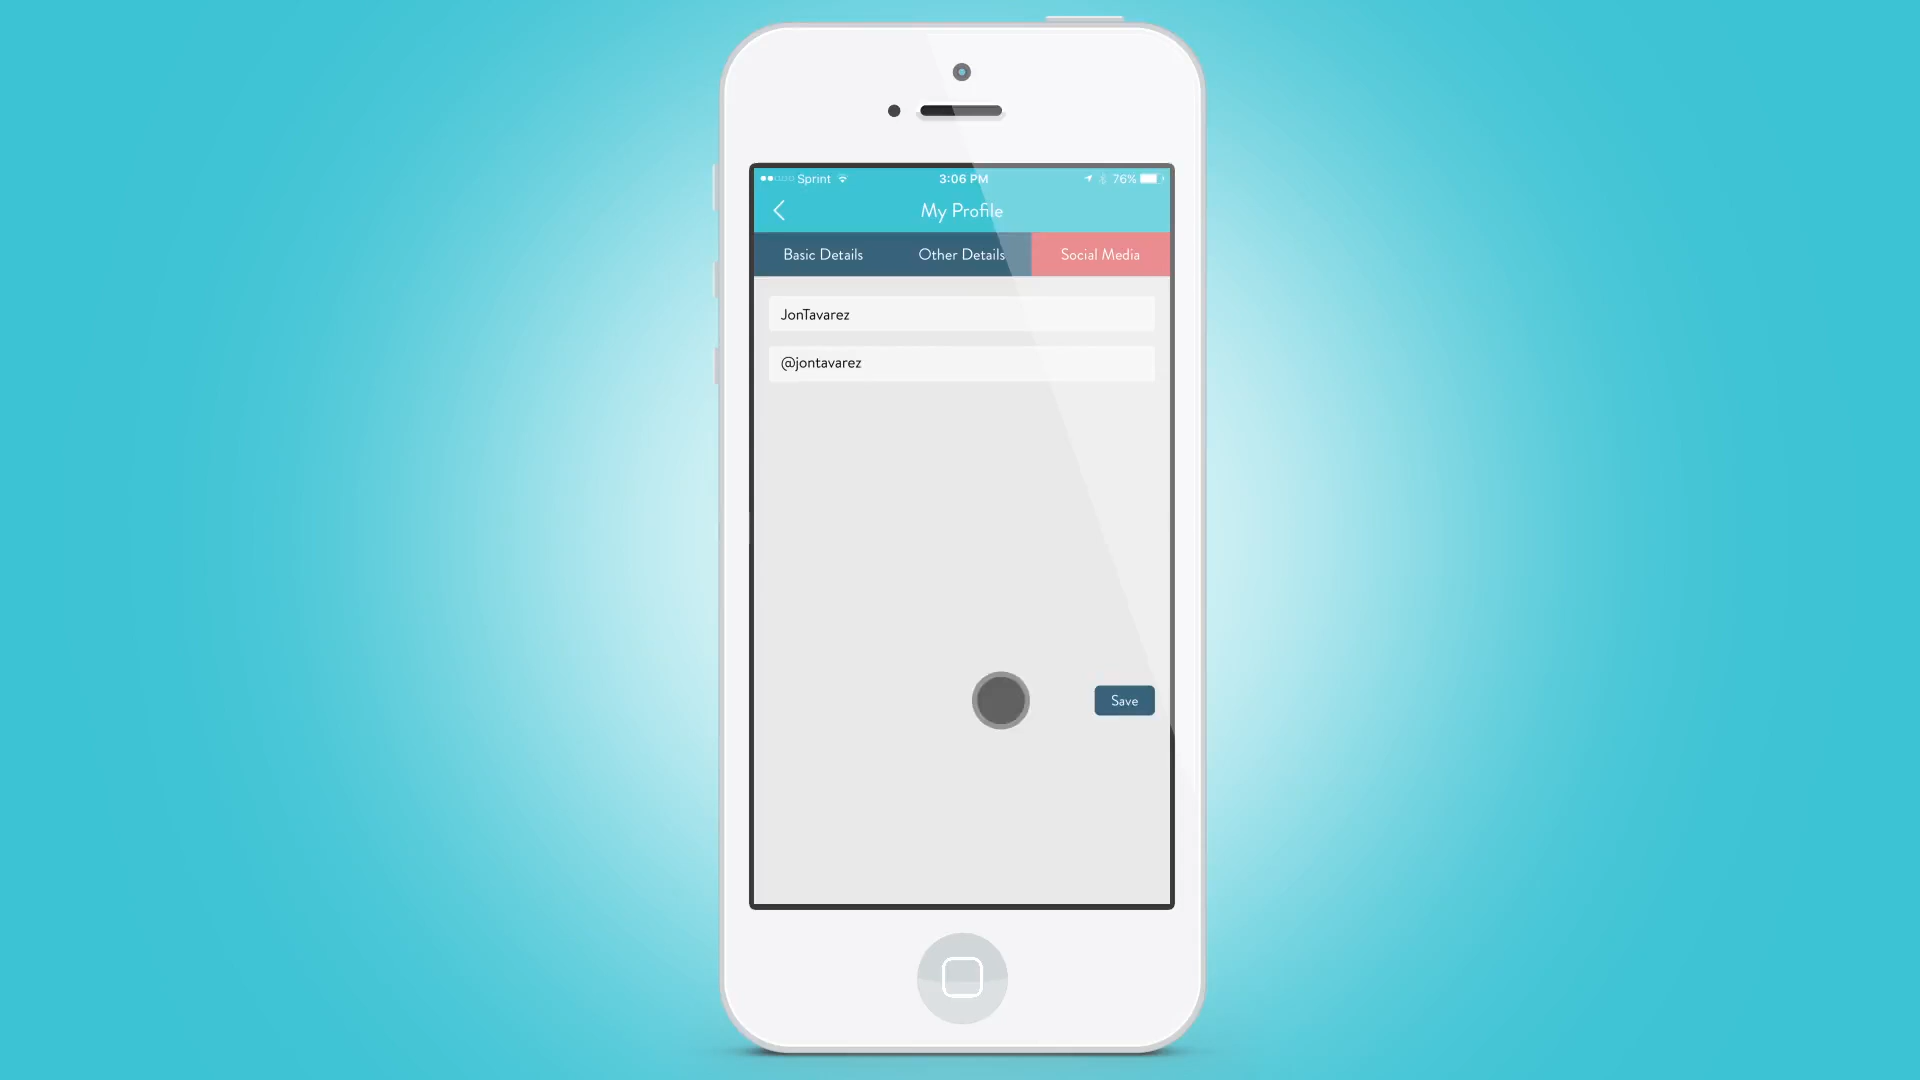 Sprint 3:06 PM 76%
My Profile
Basic Details Other Details Social Media
JonTavarez
@jontavarez
Save